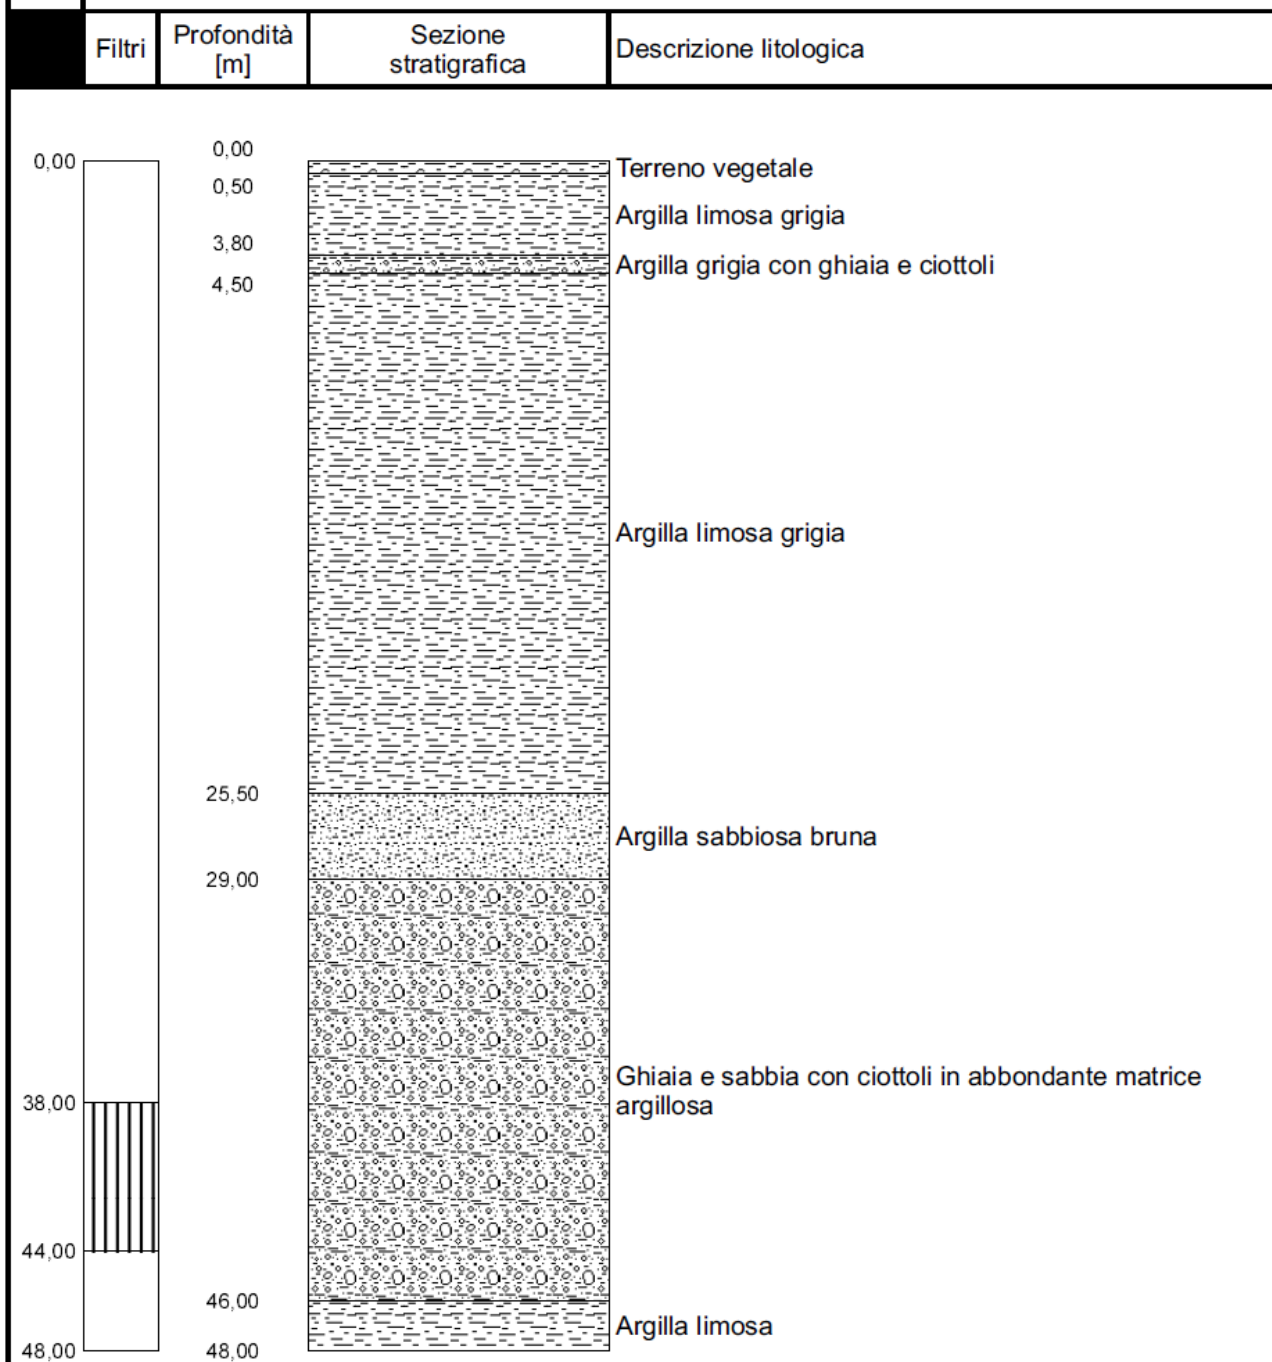 Filtri
Profondità
[m]
Sezione
stratigrafica
Descrizione litologica
0,00
0,00
Terreno vegetale
0,50
Argilla limosa grigia
3,80
Argilla grigia con ghiaia e ciottoli
4,50
Argilla limosa grigia
25,50
Argilla sabbiosa bruna
29,00
Ghiaia e sabbia con ciottoli in abbondante matrice
argillosa
38,00
44,00
46,00
Argilla limosa
48,00
48,00